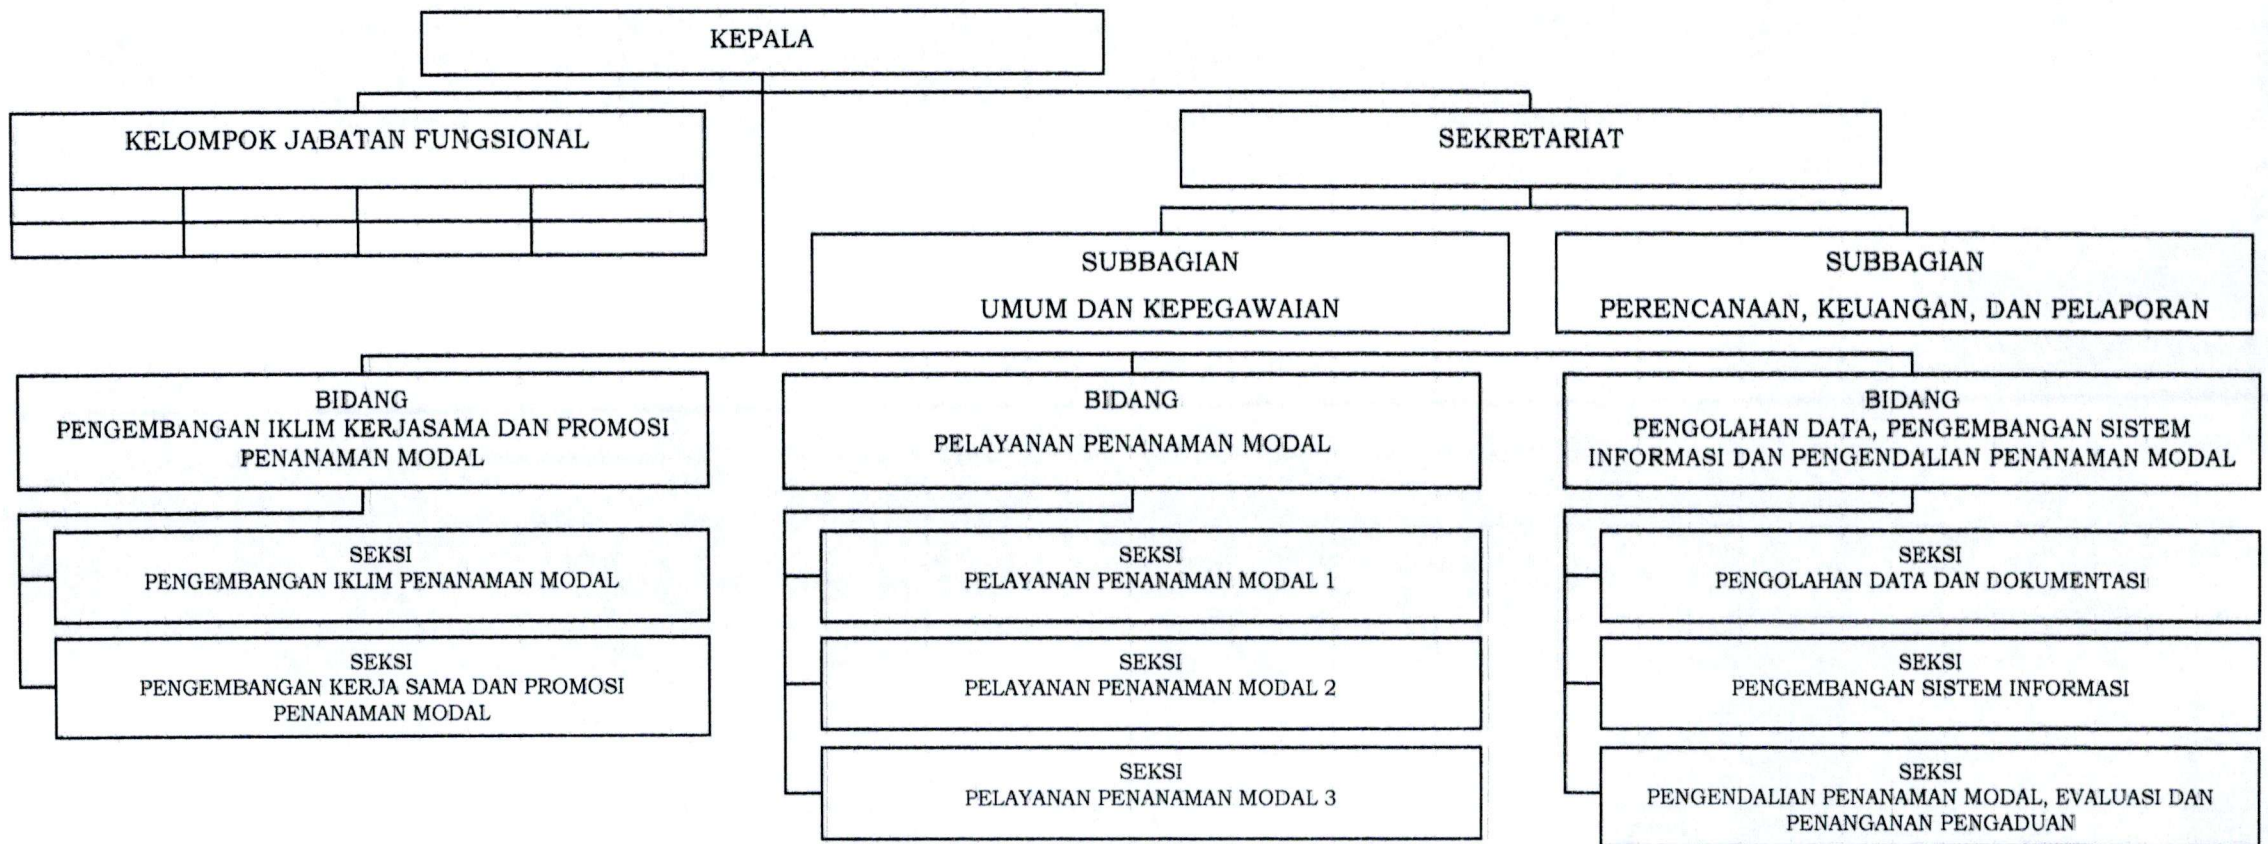 KEPALA
KELOMPOK JABATAN FUNGSIONAL
SEKRETARIAT
SUBBAGIAN
UMUM DAN KEPEGAWAIAN
SUBBAGIAN
PERENCANAAN, KEUANGAN, DAN PELAPORAN
BIDANG
PENGEMBANGAN IKLIM KERJASAMA DAN PROMOSI
PENANAMAN MODAL
SEKSI
PENGEMBANGAN IKLIM PENANAMAN MODAL
SEKSI
PENGEMBANGAN KERJA SAMA DAN PROMOSI
PENANAMAN MODAL
BIDANG
PELAYANAN PENANAMAN MODAL
SEKSI
PELAYANAN PENANAMAN MODAL 1
SEKSI
PELAYANAN PENANAMAN MODAL 2
SEKSI
PELAYANAN PENANAMAN MODAL 3
BIDANG
PENGOLAHAN DATA, PENGEMBANGAN SISTEM
INFORMASI DAN PENGENDALIAN PENANAMAN MODAL
SEKSI
PENGOLAHAN DATA DAN DOKUMENTASI
SEKSI
PENGEMBANGAN SISTEM INFORMASI
SEKSI
PENGENDALIAN PENANAMAN MODAL, EVALUASI DAN
PENANGANAN PENGADUAN